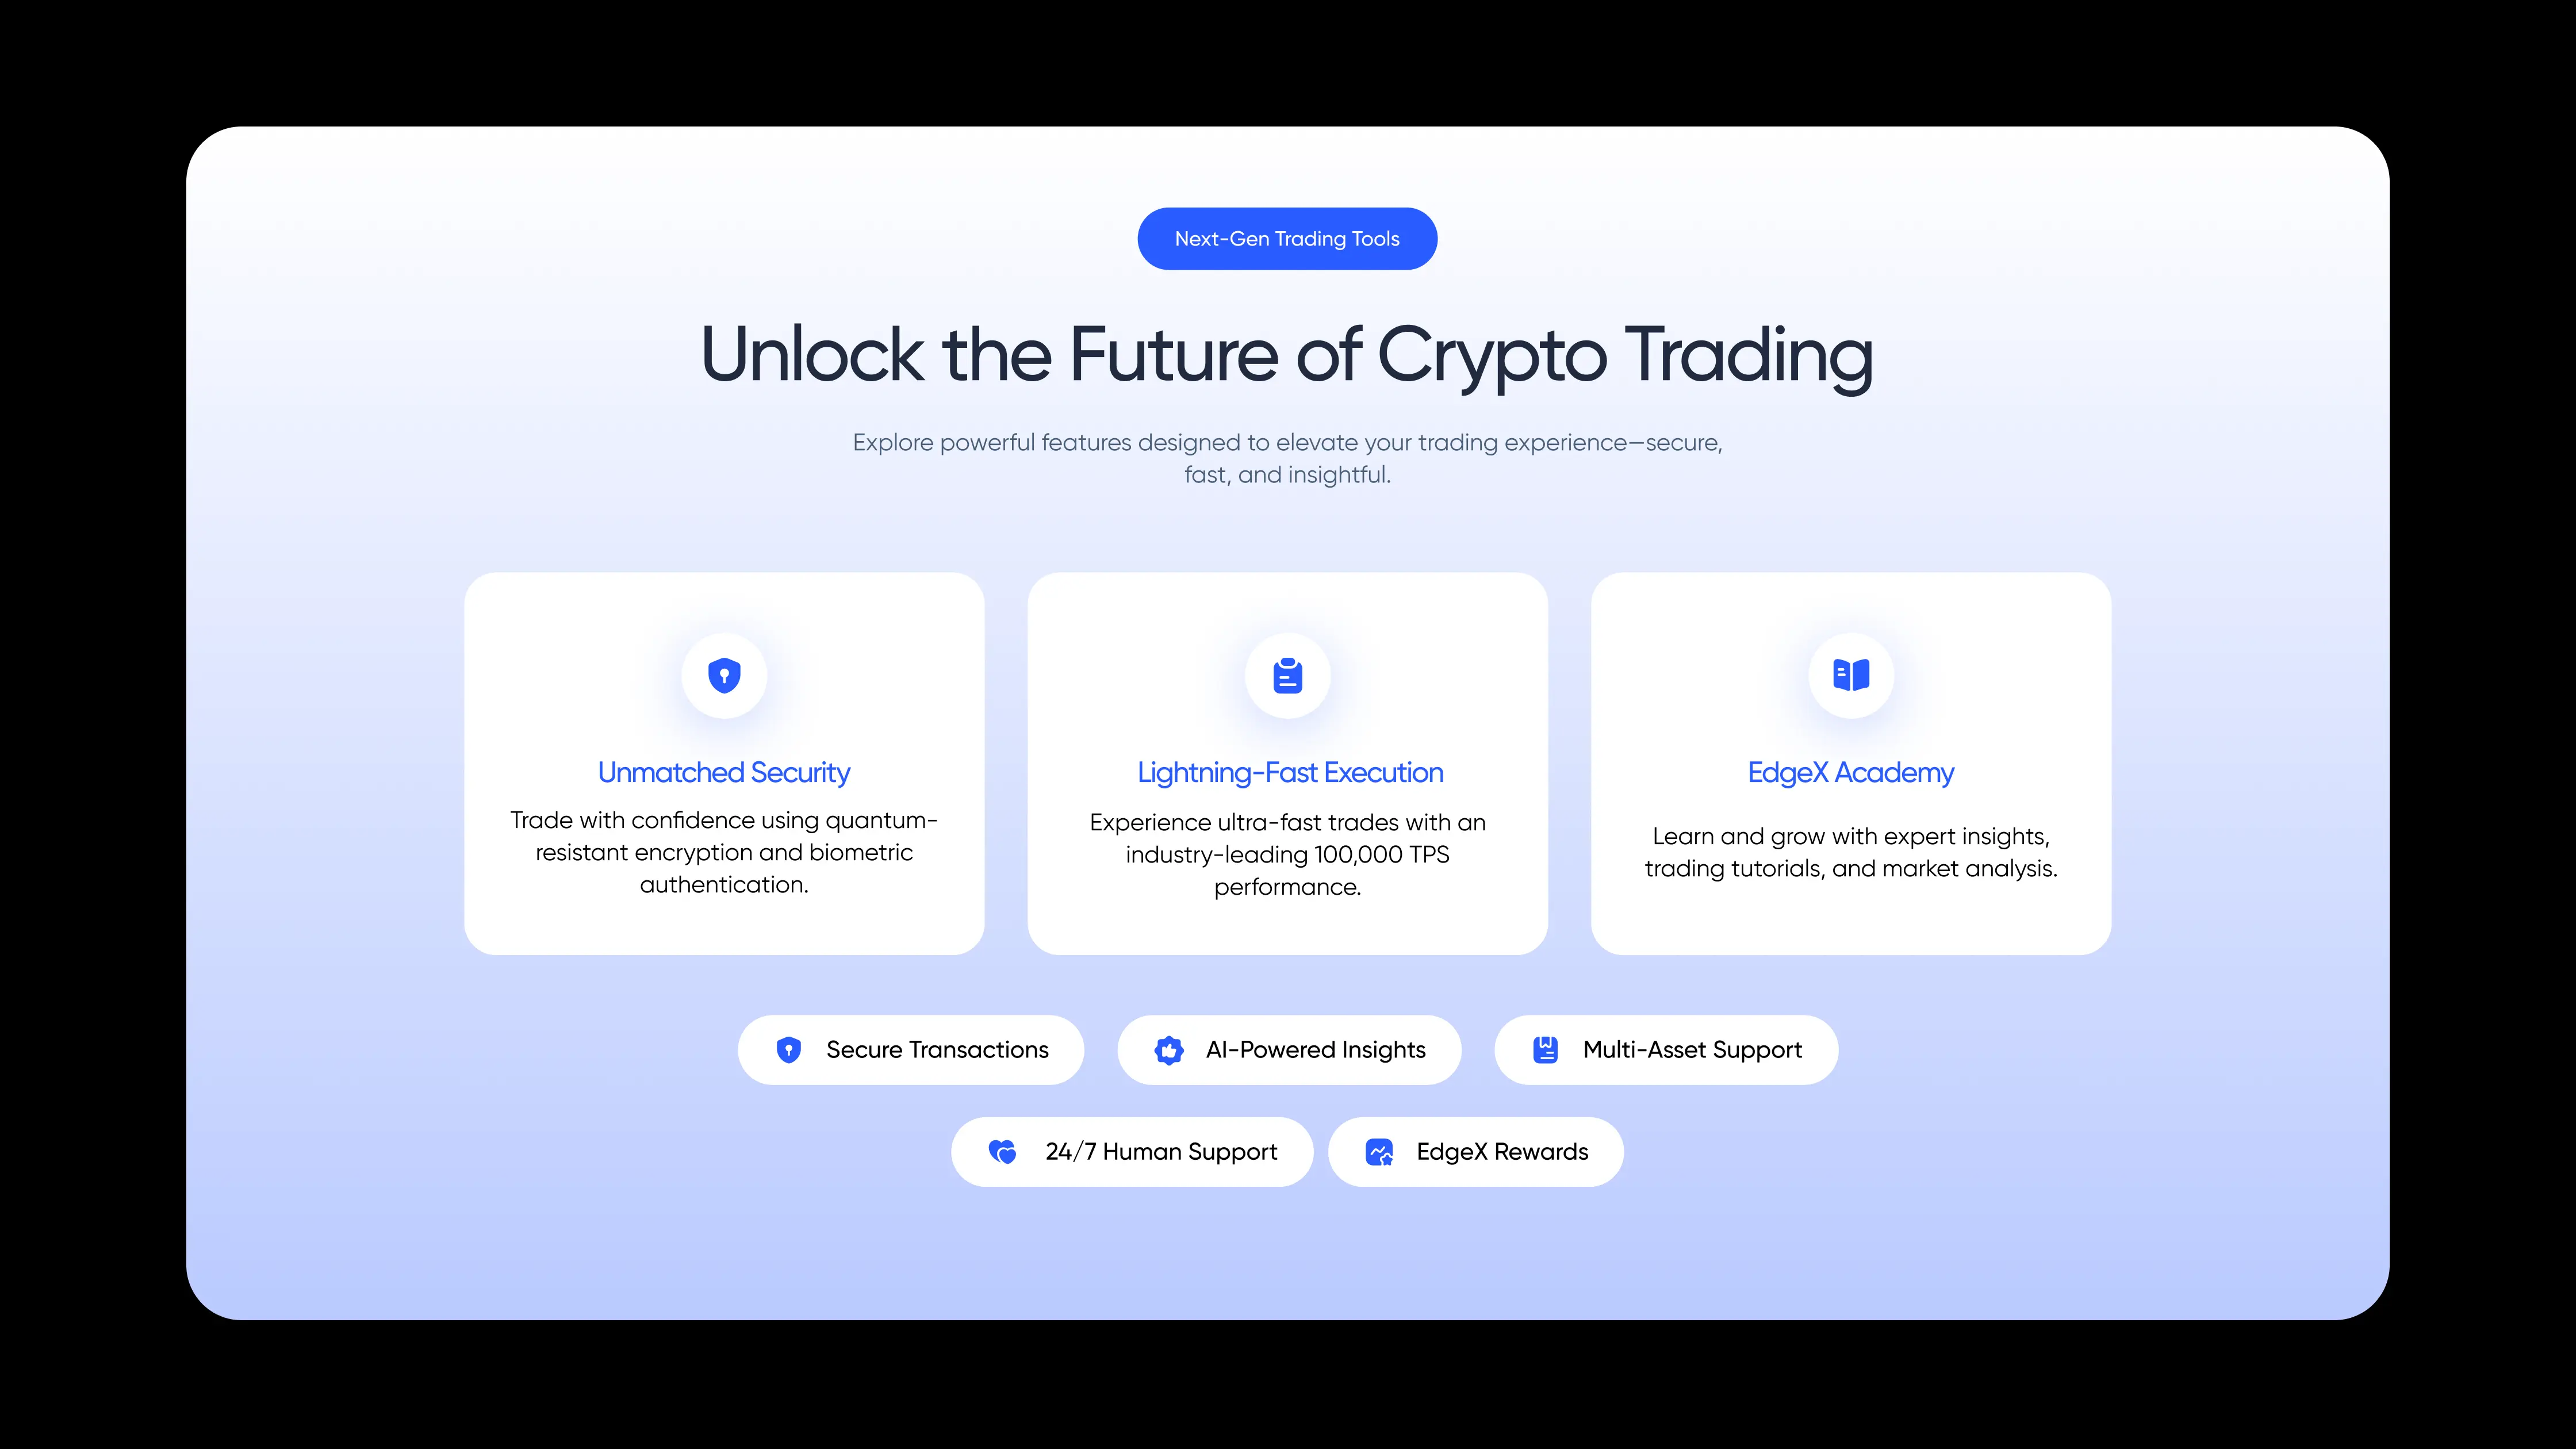 Next-Gen Trading Tools
Unlock the Future of Crypto Trading
Explore powerful features designed to elevate your trading experience—secure,
fast, and insightful.
Unmatched Security
Trade with confidence using quantum-
resistant encryption and biometric
authentication.
Lightning-Fast Execution
Experience ultra-fast trades with an
industry-leading 100,000 TPS
performance.
EdgeX Academy
Learn and grow with expert insights,
trading tutorials, and market analysis.
Secure Transactions
AI-Powered Insights
Multi-Asset Support
24/7 Human Support
EdgeX Rewards